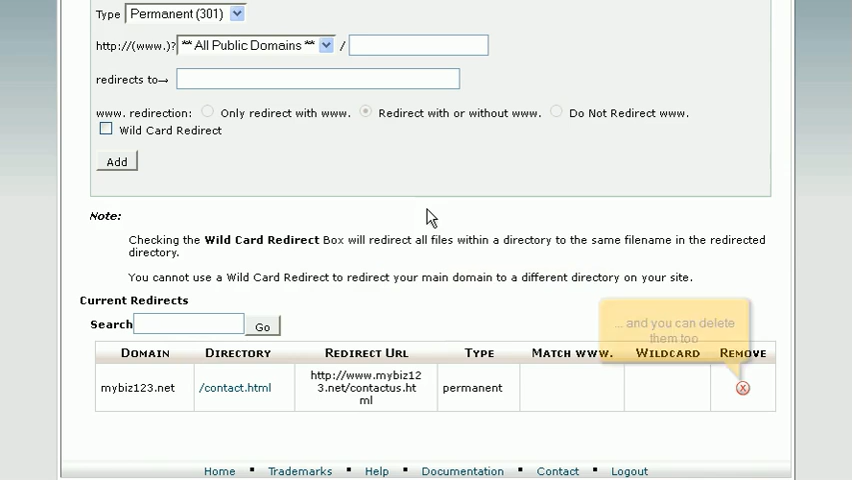 Type Permanent (301)
http://(www.)? ** All Public Domains ** /
redirects to→
www. redirection: Only redirect with www. Redirect with or without www. Do Not Redirect www.
Wild Card Redirect
Add
Note:
Checking the Wild Card Redirect Box will redirect all files within a directory to the same filename in the redirected
directory.
You cannot use a Wild Card Redirect to redirect your main domain to a different directory on your site.
Current Redirects
Search Go
... and you can delete
them too
DOMAIN DIRECTORY REDIRECT URL TYPE MATCH WWW. WILDCARD REMOVE
mybiz123.net /contact.html http://www.mybiz12
3.net/contactus.ht
ml permanent
Home ▪ Trademarks ▪ Help ▪ Documentation ▪ Contact ▪ Logout